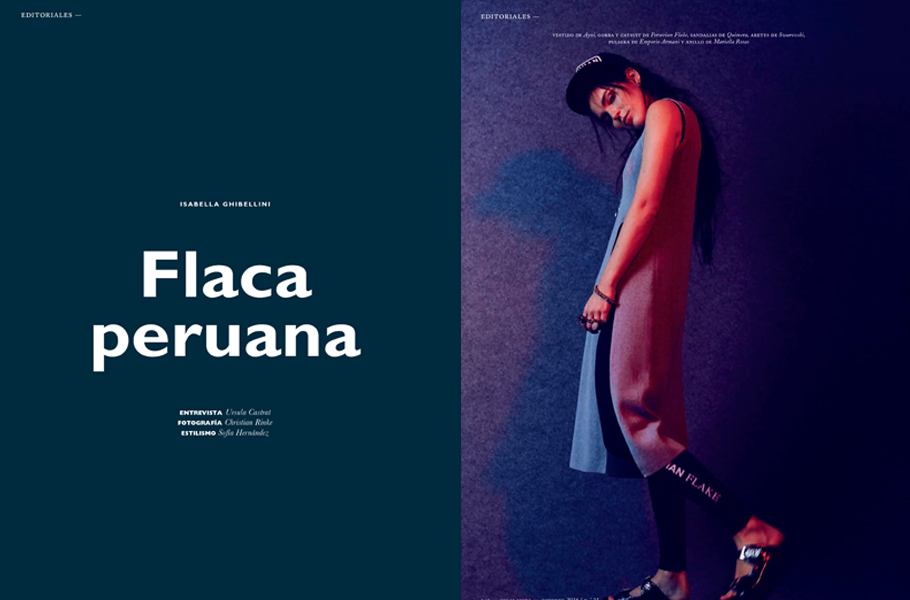 EDITORIALES —
ISABELLA GHIBELLINI
Flaca
peruana
ENTREVISTA Ursula Castrat
FOTOGRAFÍA Christian Rinke
ESTILISMO Sofía Hernández
EDITORIALES —
VESTIDO DE Ayni, GORRA Y CATSUIT DE Peruvian Flake, SANDALIAS DE Quimera, ARETES DE Swarovski,
PULSERA DE Emporio Armani Y ANILLO DE Mariella Rosas
IAN FLAKE